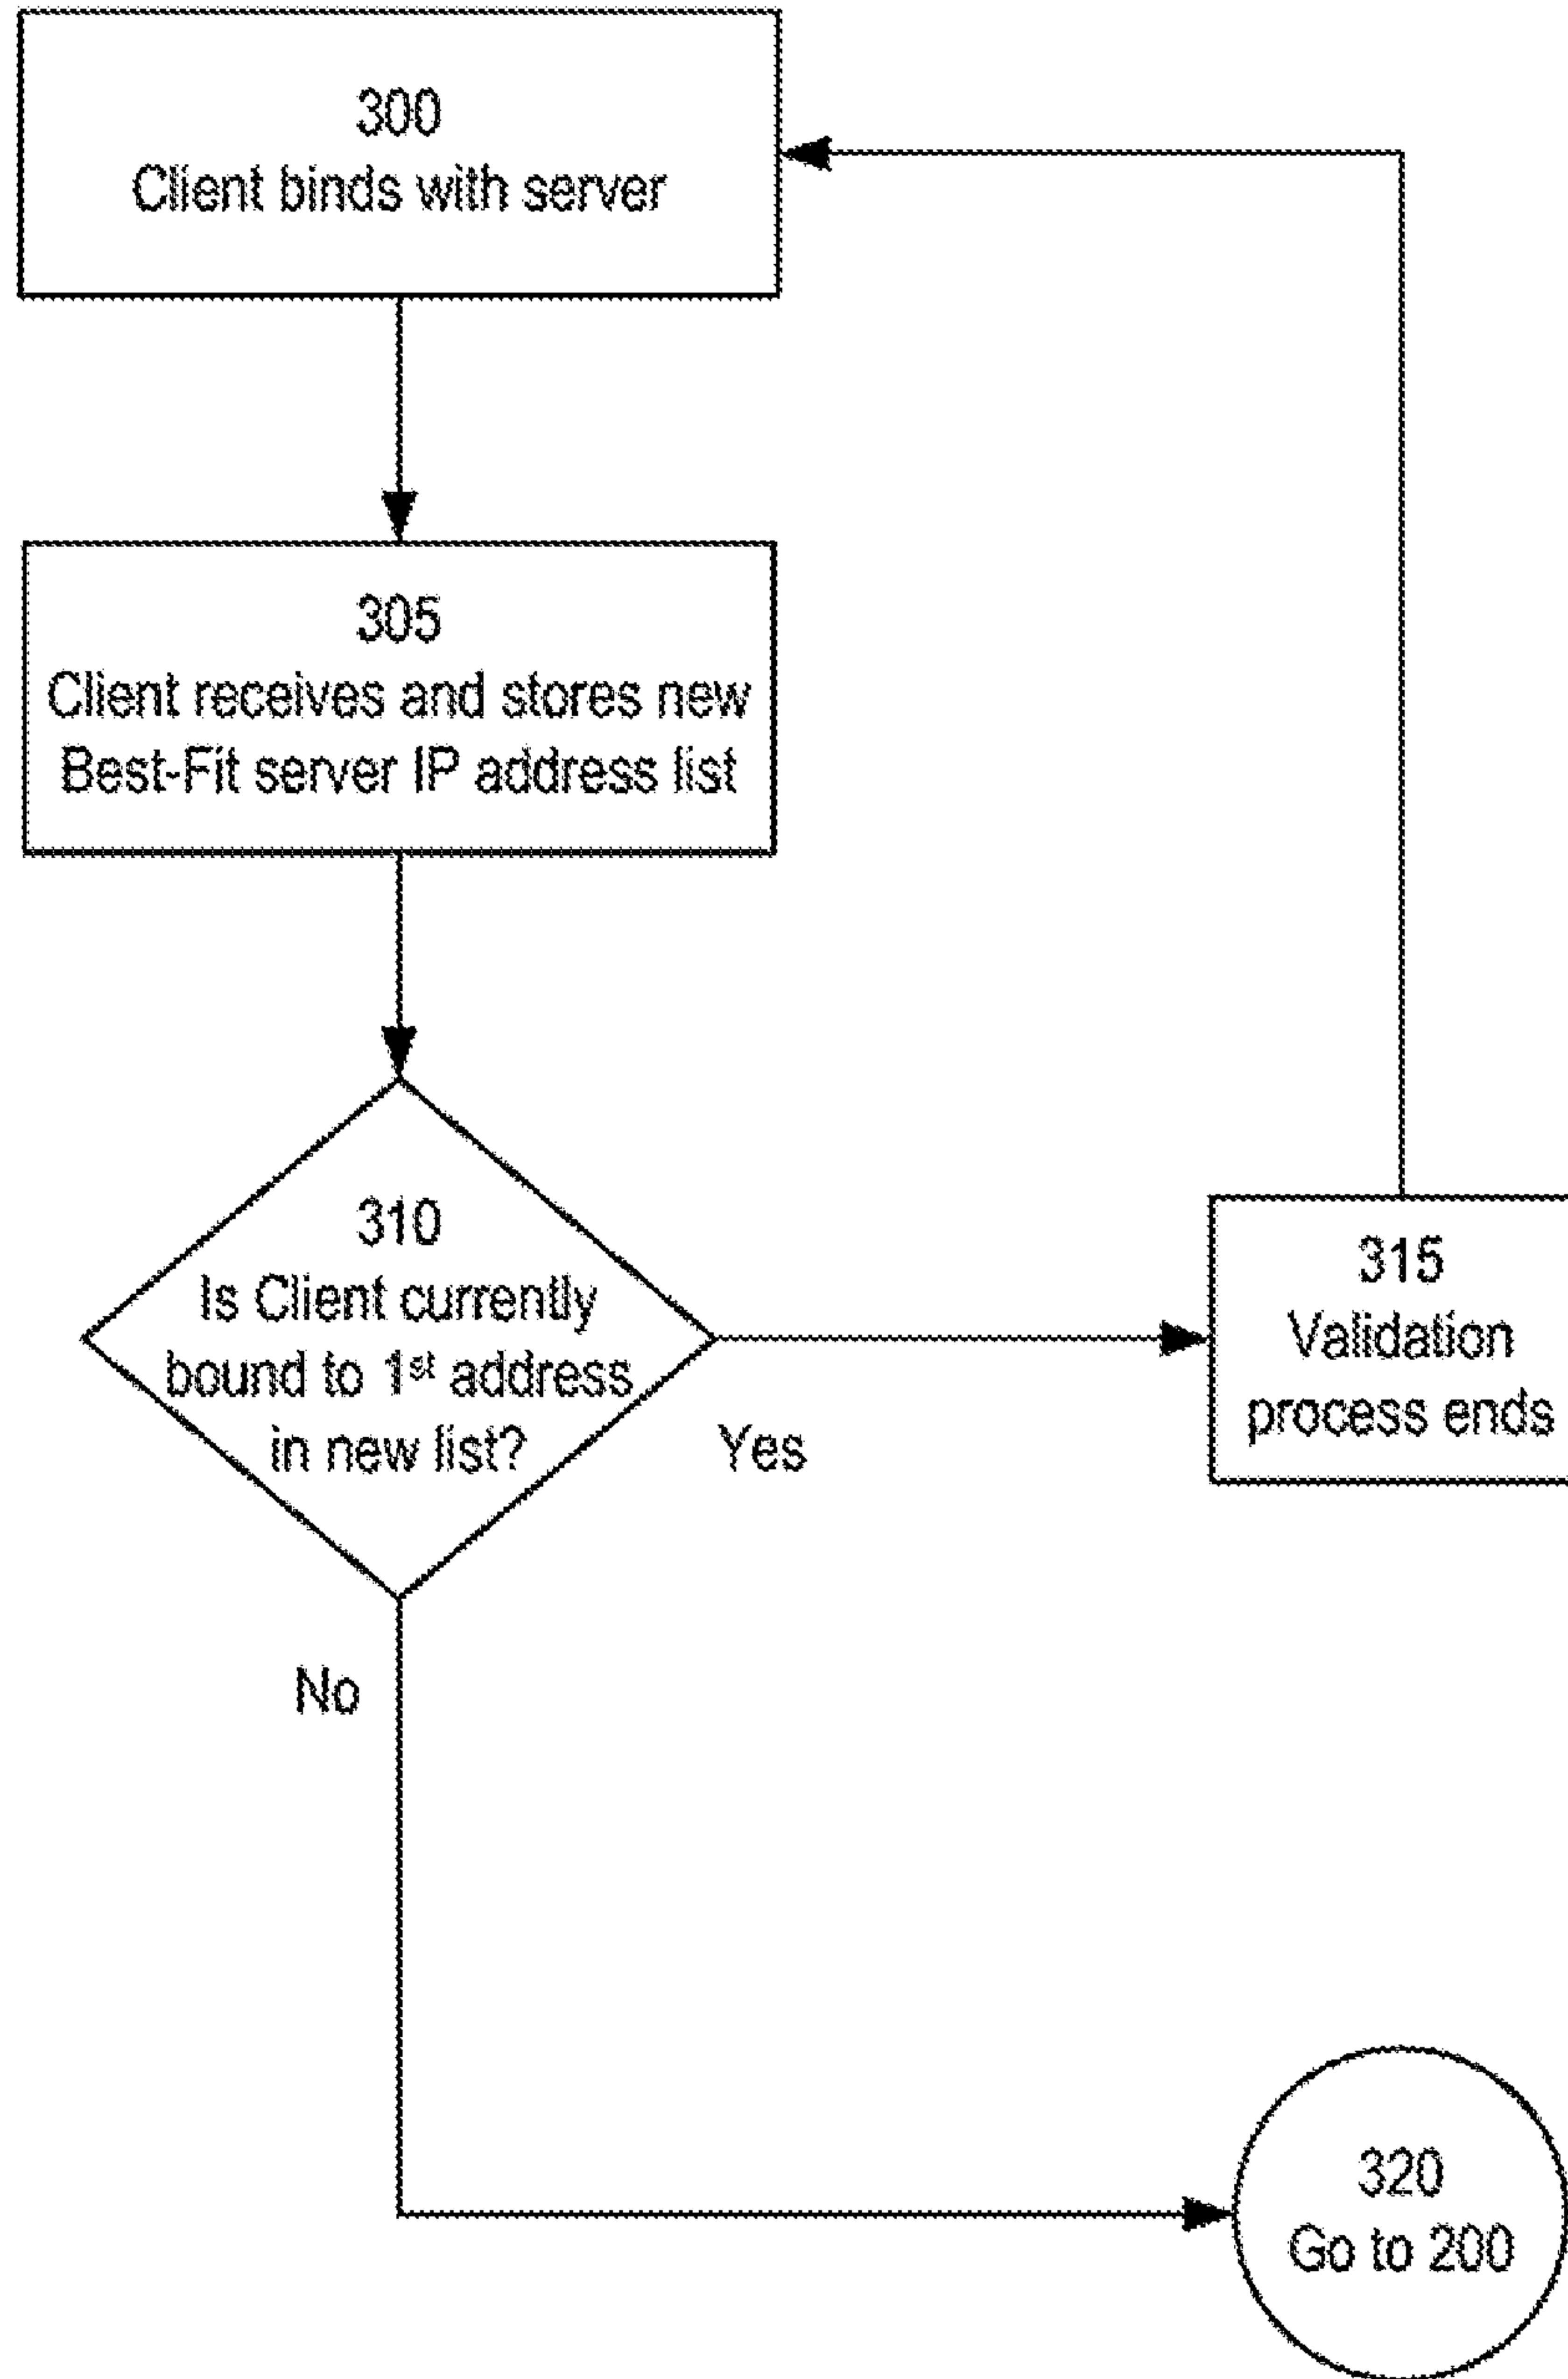 300
Client binds with server
305
Client receives and stores new
Best-Fit server IP address list
310
Is Client currently
bound to 1st address
in new list?
Yes
315
Validation
process ends
No
320
Go to 200